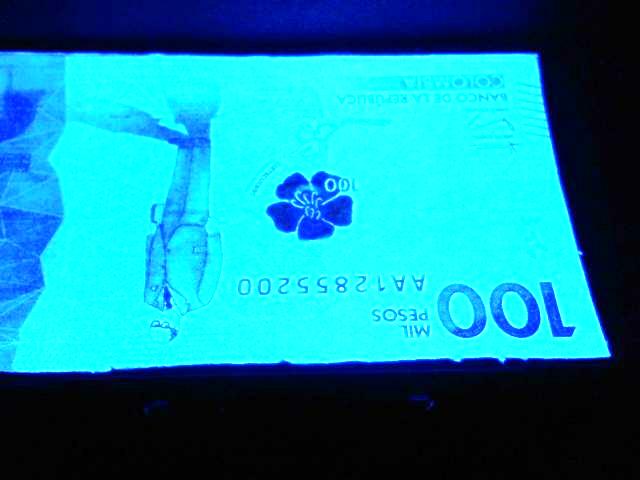 BANCO DE LA REPÚBLICA
COLOMBIA
100
AA12855200
100
MIL
PESOS